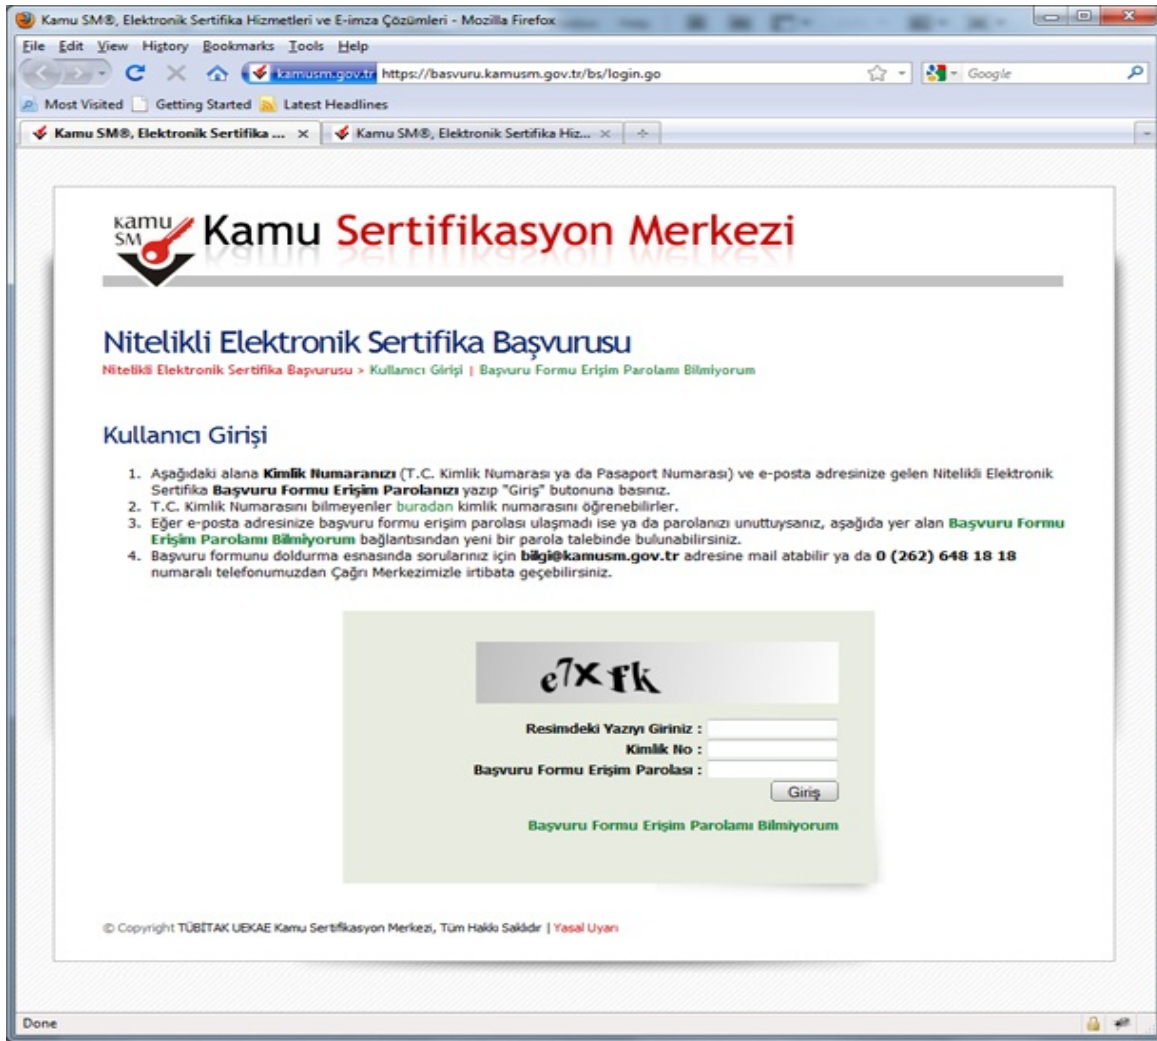 Kamu SM®, Elektronik Sertifika Hizmetleri ve E-imza Çözümleri - Mozilla Firefox
File Edit View History Bookmarks Tools Help
kamusm.gov.tr https://basvuru.kamusm.gov.tr/bs/login.go Google
Most Visited Getting Started Latest Headlines
Kamu SM®, Elektronik Sertifika ... Kamu SM®, Elektronik Sertifika Hiz...
kamu
SM
Kamu Sertifikasyon Merkezi
Nitelikli Elektronik Sertifika Başvurusu
Nitelikli Elektronik Sertifika Başvurusu > Kullanıcı Girişi | Başvuru Formu Erişim Parolamı Bilmiyorum
Kullanıcı Girişi
1. Aşağıdaki alana Kimlik Numaranızı (T.C. Kimlik Numarası ya da Pasaport Numarası) ve e-posta adresinize gelen Nitelikli Elektronik
Sertifika Başvuru Formu Erişim Parolanızı yazıp "Giriş" butonuna basınız.
2. T.C. Kimlik Numarasını bilmeyenler buradan kimlik numarasını öğrenebilirler.
3. Eğer e-posta adresinize başvuru formu erişim parolası ulaşmadı ise ya da parolanızı unuttuysanız, aşağıda yer alan Başvuru Formu
Erişim Parolamı Bilmiyorum bağlantısından yeni bir parola talebinde bulunabilirsiniz.
4. Başvuru formunu doldurma esnasında sorularınız için bilgi@kamusm.gov.tr adresine mail atabilir ya da 0 (262) 648 18 18
numaralı telefonumuzdan Çağrı Merkezimizle irtibata geçebilirsiniz.
e7xfk
Resimdeki Yazıyı Giriniz :
Kimlik No :
Başvuru Formu Erişim Parolası :
Giriş
Başvuru Formu Erişim Parolamı Bilmiyorum
© Copyright TÜBİTAK UEKAE Kamu Sertifikasyon Merkezi, Tüm Hakkı Saklıdır | Yasal Uyarı
Done